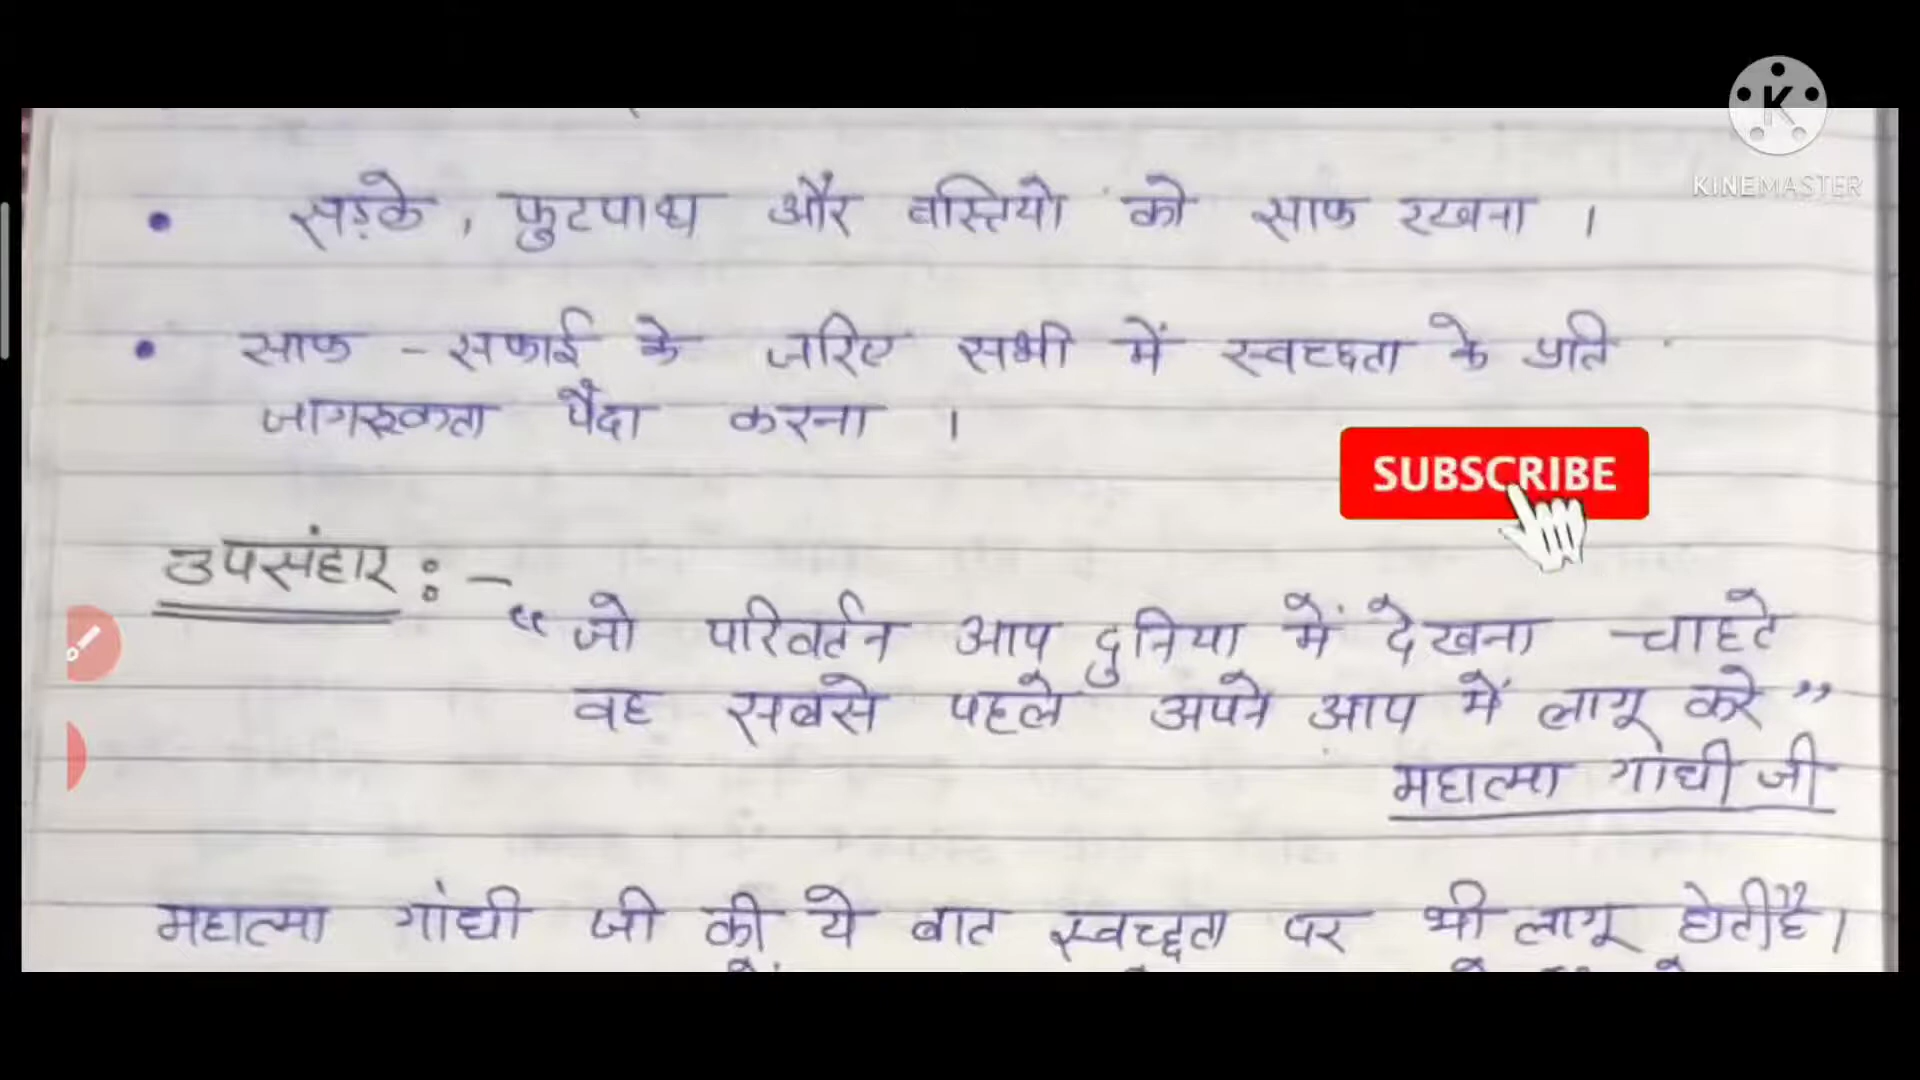 K
KINEMASTER
• सड़के, फुटपाथ और बस्तियो को साफ रखना ।
• साफ - सफाई के जरिए सभी में स्वच्छता के प्रति
जागरूकता पैदा करना ।
SUBSCRIBE
उपसंहार : -
“ जो परिवर्तन आप दुनिया में देखना चाहते
वह सबसे पहले अपने आप में लागू करे ”
महात्मा गांधी जी
महात्मा गांधी जी की ये बात स्वच्छता पर भी लागू होती है ।